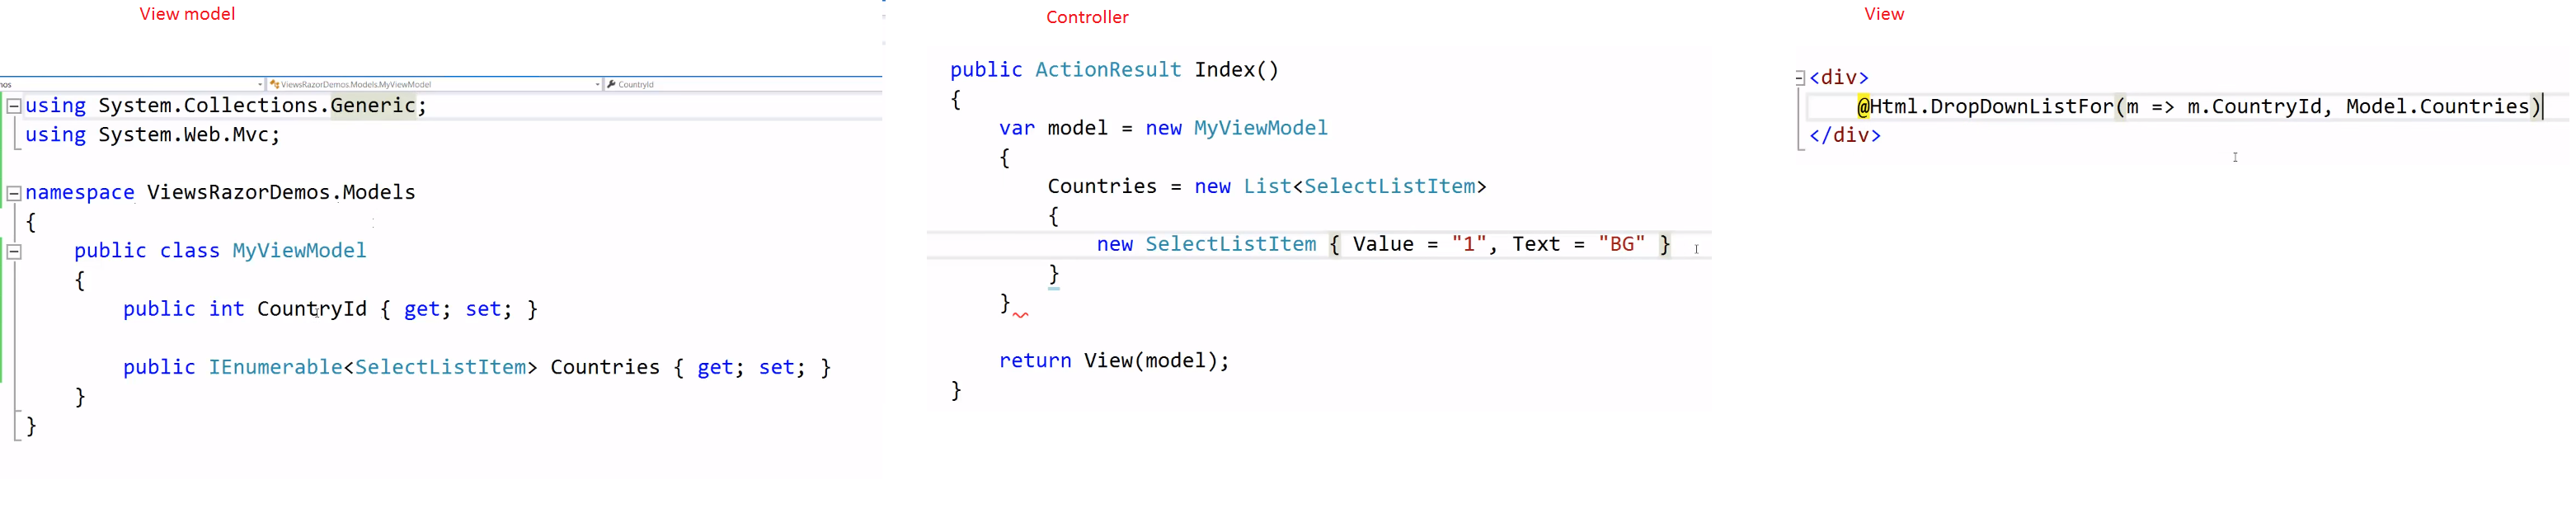 View model
nos
ViewsRazorDemos.Models.MyViewModel
CountryId
using System.Collections.Generic;
using System.Web.Mvc;
namespace ViewsRazorDemos.Models
{
    public class MyViewModel
    {
        public int CountryId { get; set; }
        public IEnumerable<SelectListItem> Countries { get; set; }
    }
}
Controller
public ActionResult Index()
{
    var model = new MyViewModel
    {
        Countries = new List<SelectListItem>
        {
            new SelectListItem { Value = "1", Text = "BG" }
        }
    }
    return View(model);
}
View
<div>
    @Html.DropDownListFor(m => m.CountryId, Model.Countries)
</div>